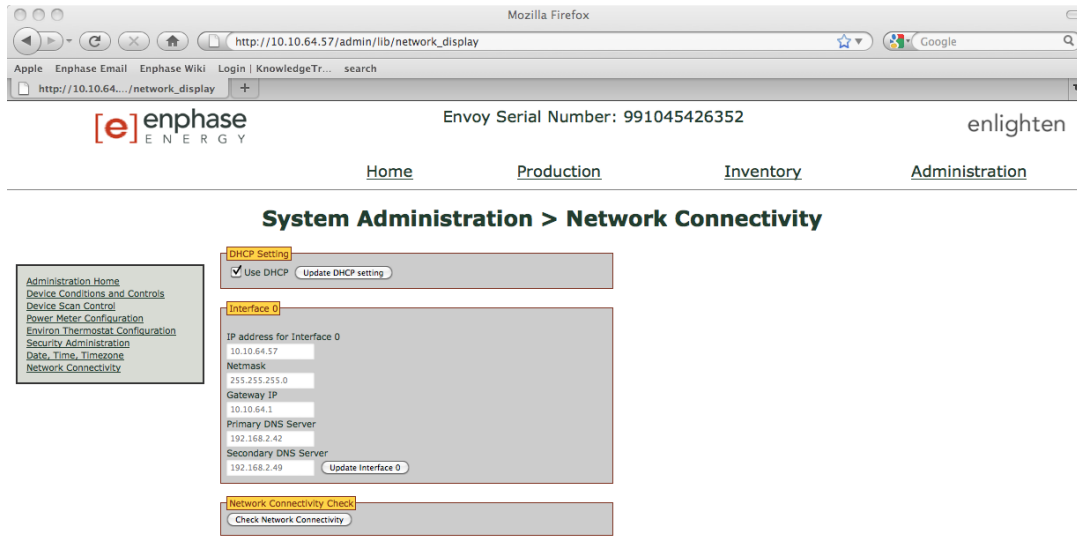 Mozilla Firefox
http://10.10.64.57/admin/lib/network_display
Google
Apple Enphase Email Enphase Wiki Login | KnowledgeTr... search
http://10.10.64..../network_display
[e] enphase
ENERGY
Envoy Serial Number: 991045426352
enlighten
Home Production Inventory Administration
System Administration > Network Connectivity
Administration Home
Device Conditions and Controls
Device Scan Control
Power Meter Configuration
Environ Thermostat Configuration
Security Administration
Date, Time, Timezone
Network Connectivity
DHCP Setting
Use DHCP Update DHCP setting
Interface 0
IP address for Interface 0
10.10.64.57
Netmask
255.255.255.0
Gateway IP
10.10.64.1
Primary DNS Server
192.168.2.42
Secondary DNS Server
192.168.2.49 Update Interface 0
Network Connectivity Check
Check Network Connectivity